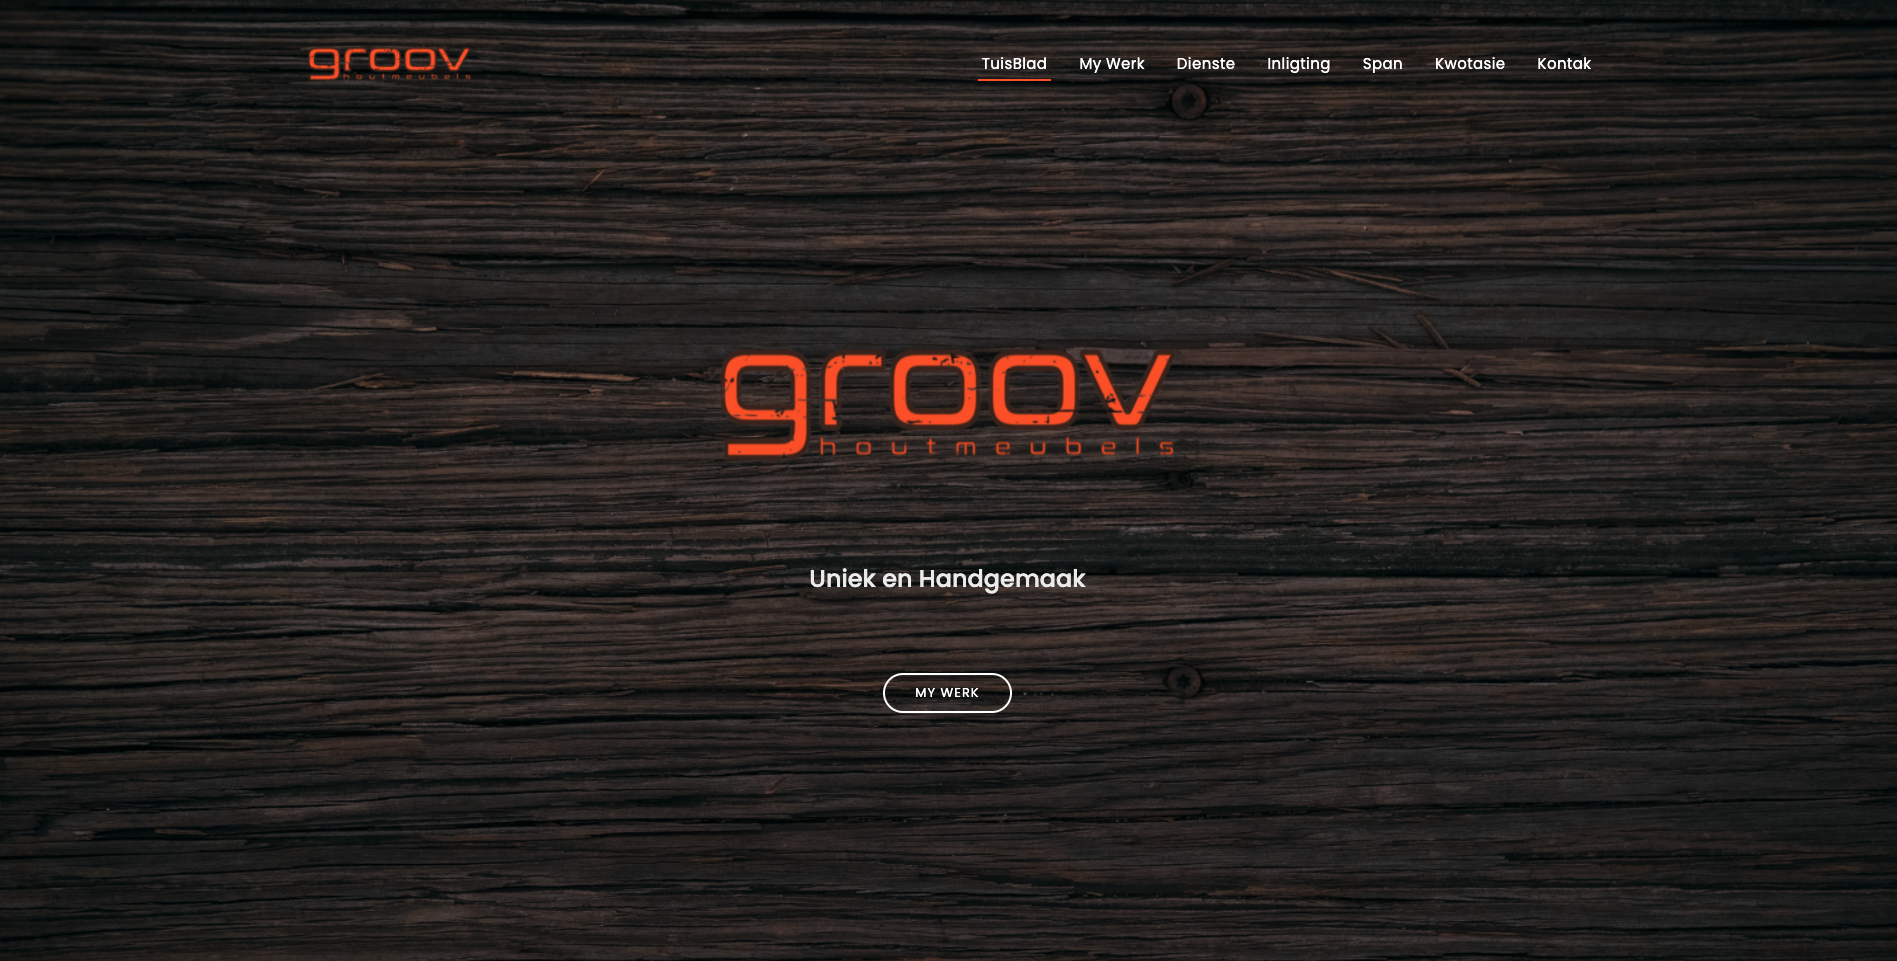 groov
houtmeubels
TuisBlad My Werk Dienste Inligting Span Kwotasie Kontak
groov
houtmeubels
Uniek en Handgemaak
MY WERK